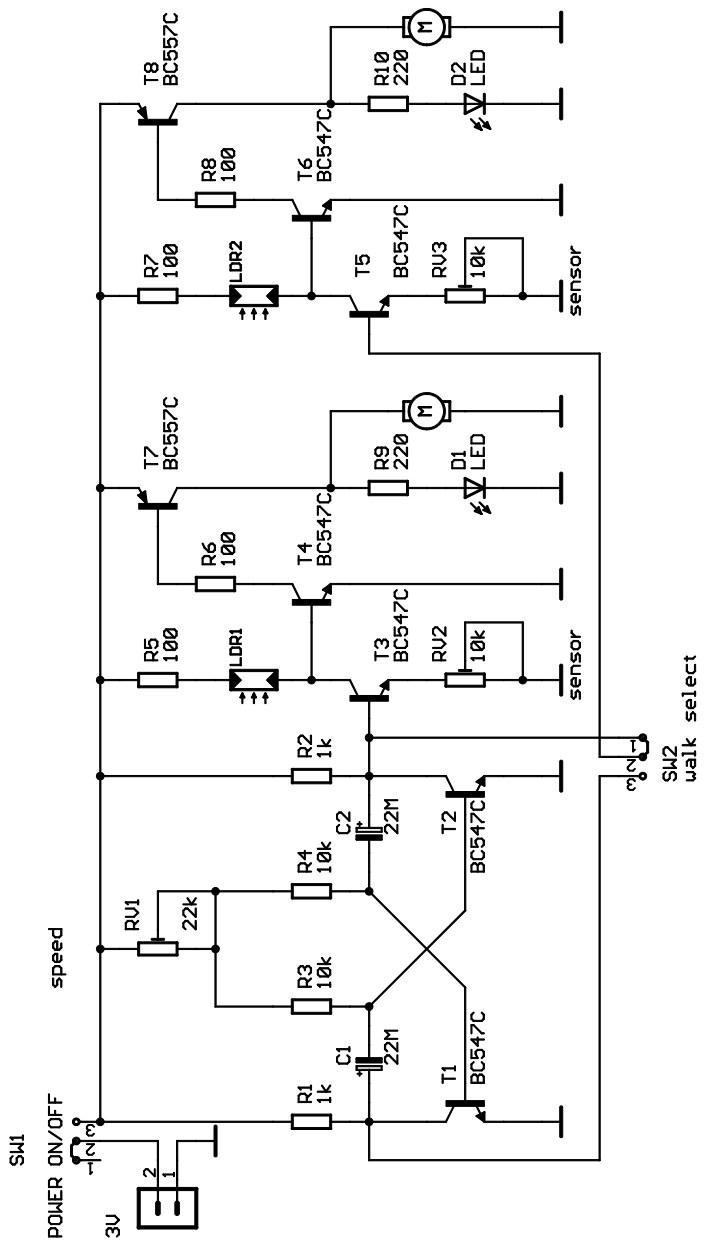 SW1
POWER ON/OFF
3V
1
2
3
2
1
speed
RV1
22k
R1
1k
C1
22M
R3
10k
R4
10k
C2
22M
R2
1k
T1
BC547C
T2
BC547C
R5
100
LDR1
R6
100
T7
BC557C
T3
BC547C
T4
BC547C
RV2
10k
sensor
R9
220
D1
LED
M
R7
100
LDR2
R8
100
T8
BC557C
T5
BC547C
T6
BC547C
RV3
10k
sensor
R10
220
D2
LED
M
3
2
1
SW2
walk select